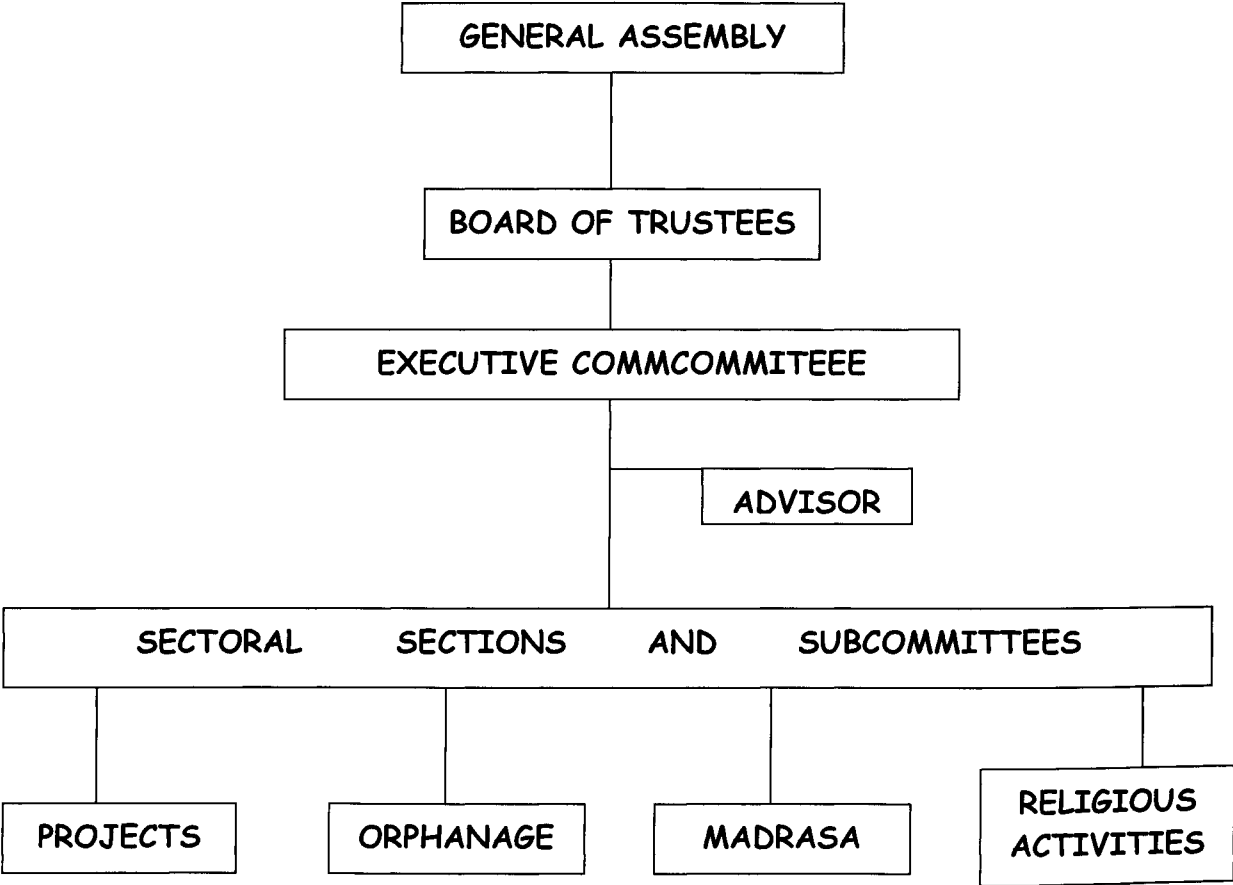 GENERAL ASSEMBLY
BOARD OF TRUSTEES
EXECUTIVE COMMCOMMITEEE
ADVISOR
SECTORAL SECTIONS AND SUBCOMMITTEES
PROJECTS
ORPHANAGE
MADRASA
RELIGIOUS
ACTIVITIES